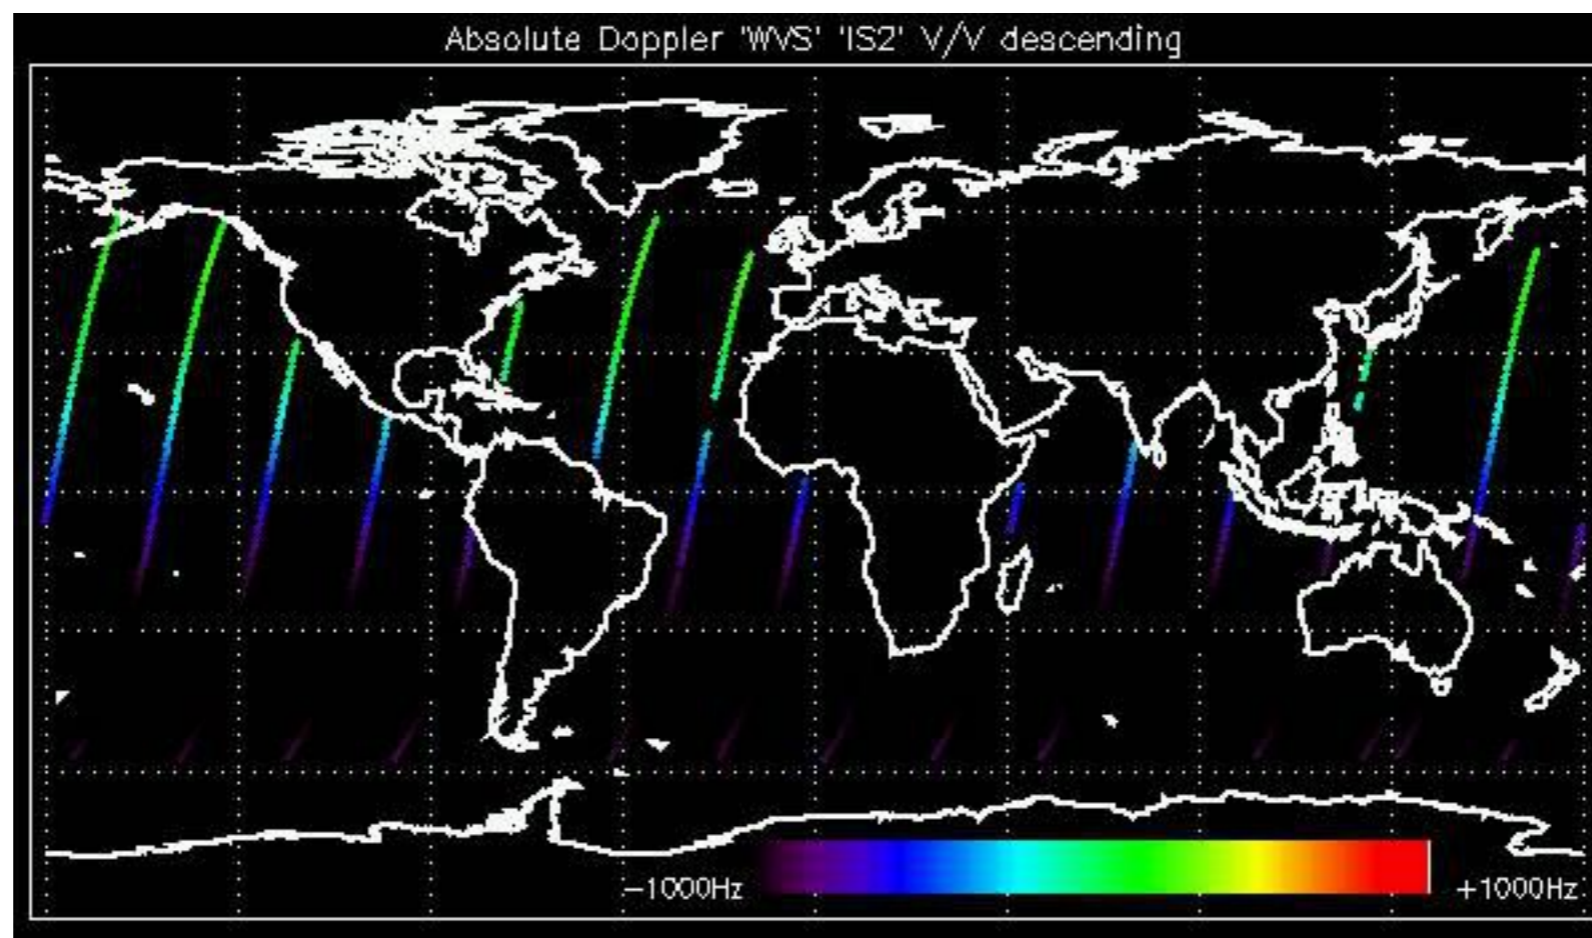 Absolute Doppler 'WVS' 'IS2' V/V descending
−1000Hz
+1000Hz